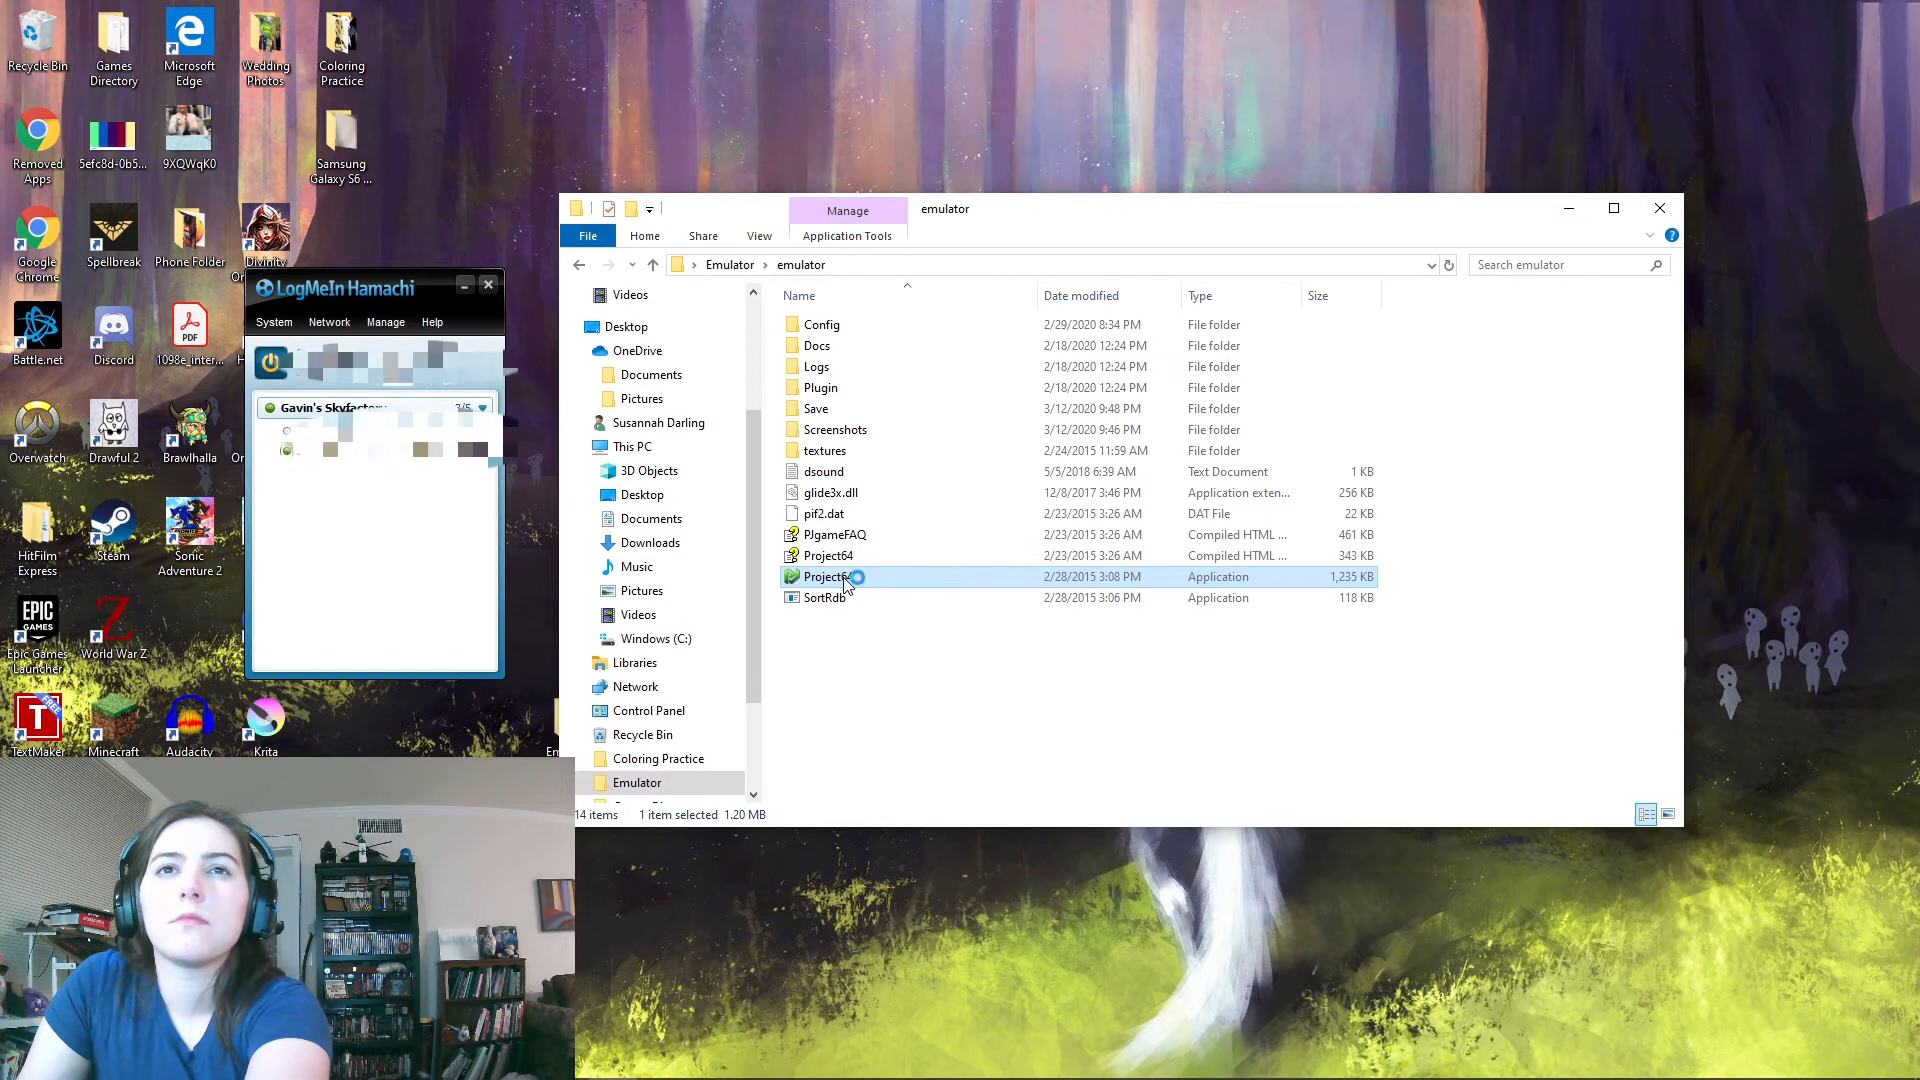 Recycle Bin
Games
Directory
Microsoft
Edge
Wedding
Photos
Coloring
Practice
Removed
Apps
5efc8d-0b5...
9XQWqK0
Samsung
Galaxy S6 ...
Google
Chrome
Spellbreak
Phone Folder
Divinity
Battle.net
Discord
PDF
1098e_inter...
Overwatch
Drawful 2
Brawlhalla
HitFilm
Express
Steam
Sonic
Adventure 2
EPIC
GAMES
Epic Games
Launcher
World War Z
FREE
TextMaker
Minecraft
Audacity
Krita
LogMeIn Hamachi
System
Network
Manage
Help
Gavin's Skyfactory
Manage
emulator
File
Home
Share
View
Application Tools
Emulator
emulator
Search emulator
Videos
Desktop
OneDrive
Documents
Pictures
Susannah Darling
This PC
3D Objects
Desktop
Documents
Downloads
Music
Pictures
Videos
Windows (C:)
Libraries
Network
Control Panel
Recycle Bin
Coloring Practice
Emulator
Name Date modified Type Size
Config 2/29/2020 8:34 PM File folder
Docs 2/18/2020 12:24 PM File folder
Logs 2/18/2020 12:24 PM File folder
Plugin 2/18/2020 12:24 PM File folder
Save 3/12/2020 9:48 PM File folder
Screenshots 3/12/2020 9:46 PM File folder
textures 2/24/2015 11:59 AM File folder
dsound 5/5/2018 6:39 AM Text Document 1 KB
glide3x.dll 12/8/2017 3:46 PM Application exten... 256 KB
pif2.dat 2/23/2015 3:26 AM DAT File 22 KB
PJgameFAQ 2/23/2015 3:26 AM Compiled HTML ... 461 KB
Project64 2/23/2015 3:26 AM Compiled HTML ... 343 KB
Project64 2/28/2015 3:08 PM Application 1,235 KB
SortRdb 2/28/2015 3:06 PM Application 118 KB
14 items 1 item selected 1.20 MB